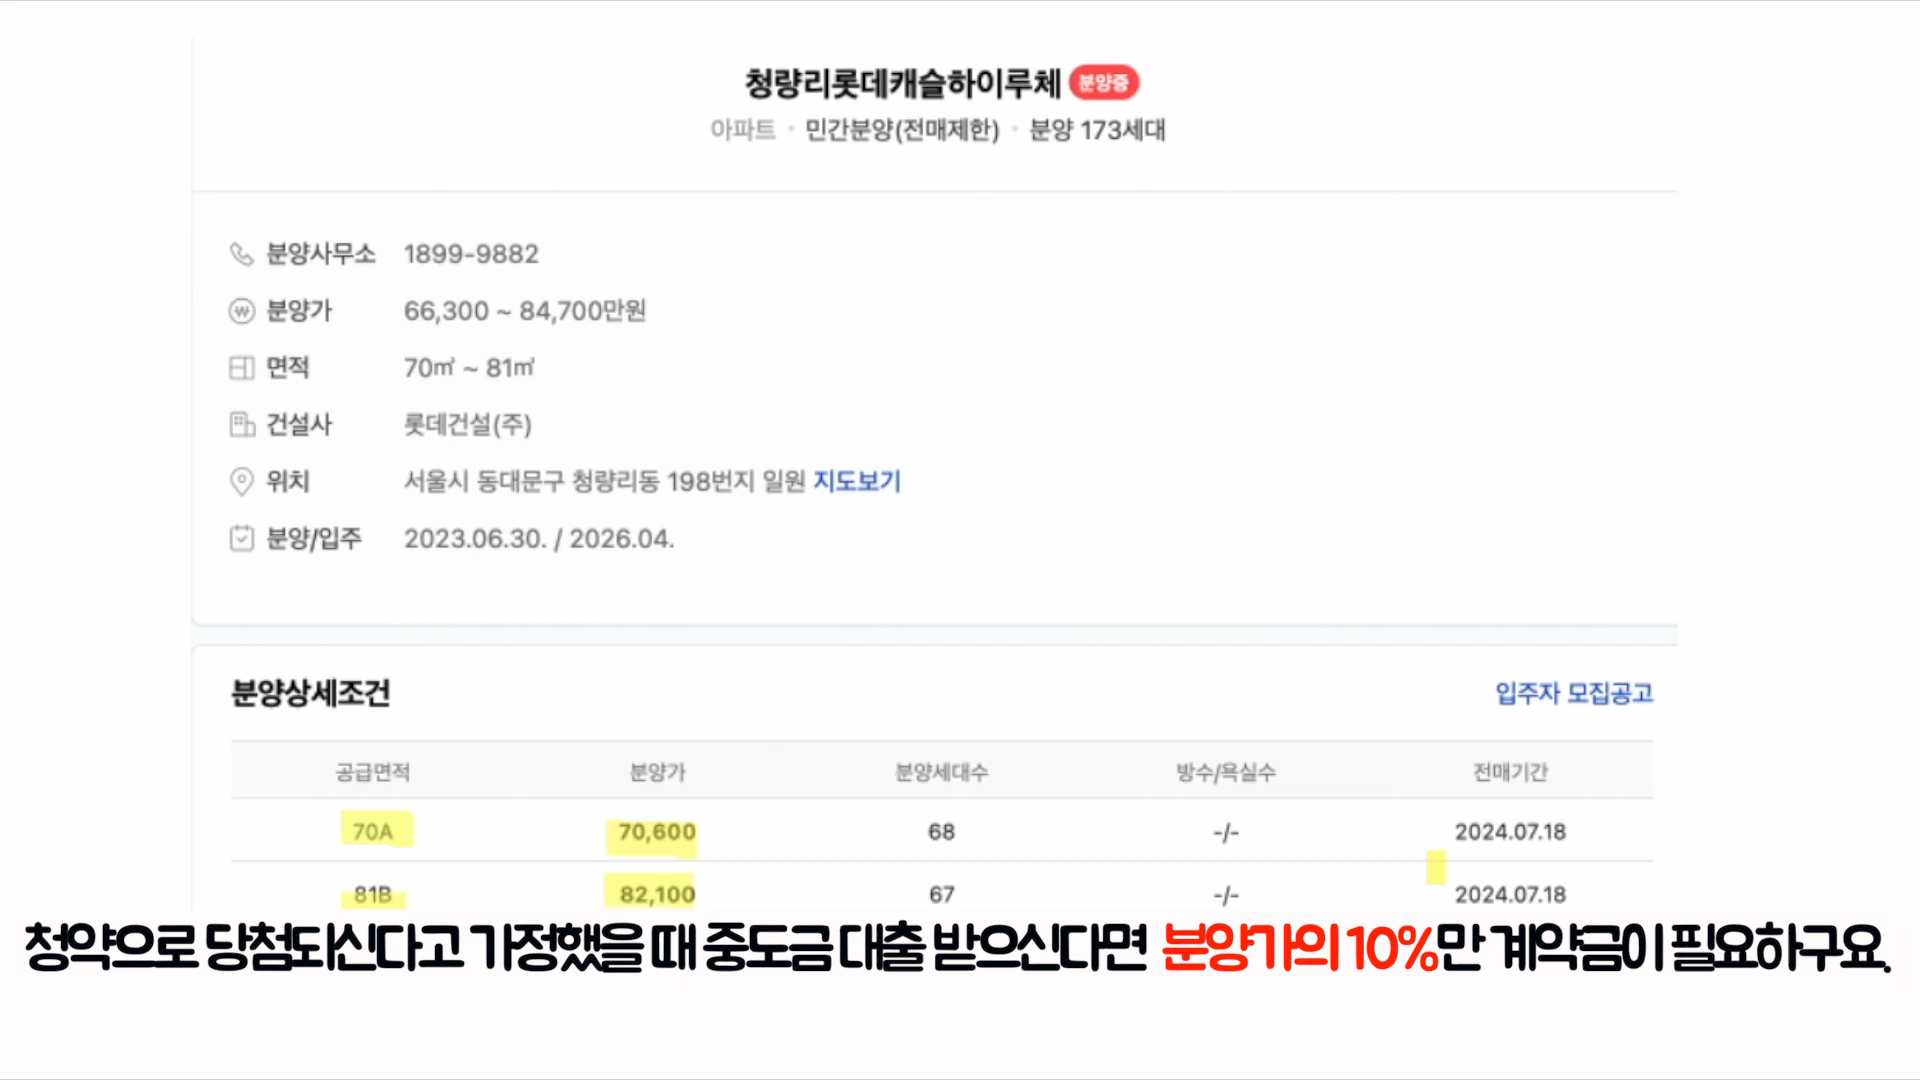 청량리롯데캐슬하이루체 분양중
아파트 · 민간분양(전매제한) · 분양 173세대
분양사무소 1899-9882
분양가 66,300 ~ 84,700만원
면적 70㎡ ~ 81㎡
건설사 롯데건설(주)
위치 서울시 동대문구 청량리동 198번지 일원 지도보기
분양/입주 2023.06.30. / 2026.04.
분양상세조건 입주자 모집공고
공급면적 분양가 분양세대수 방수/욕실수 전매기간
70A 70,600 68 -/- 2024.07.18
81B 82,100 67 -/- 2024.07.18
청약으로 당첨되신다고 가정했을 때 중도금 대출 받으신다면 분양가의 10%만 계약금이 필요하구요.